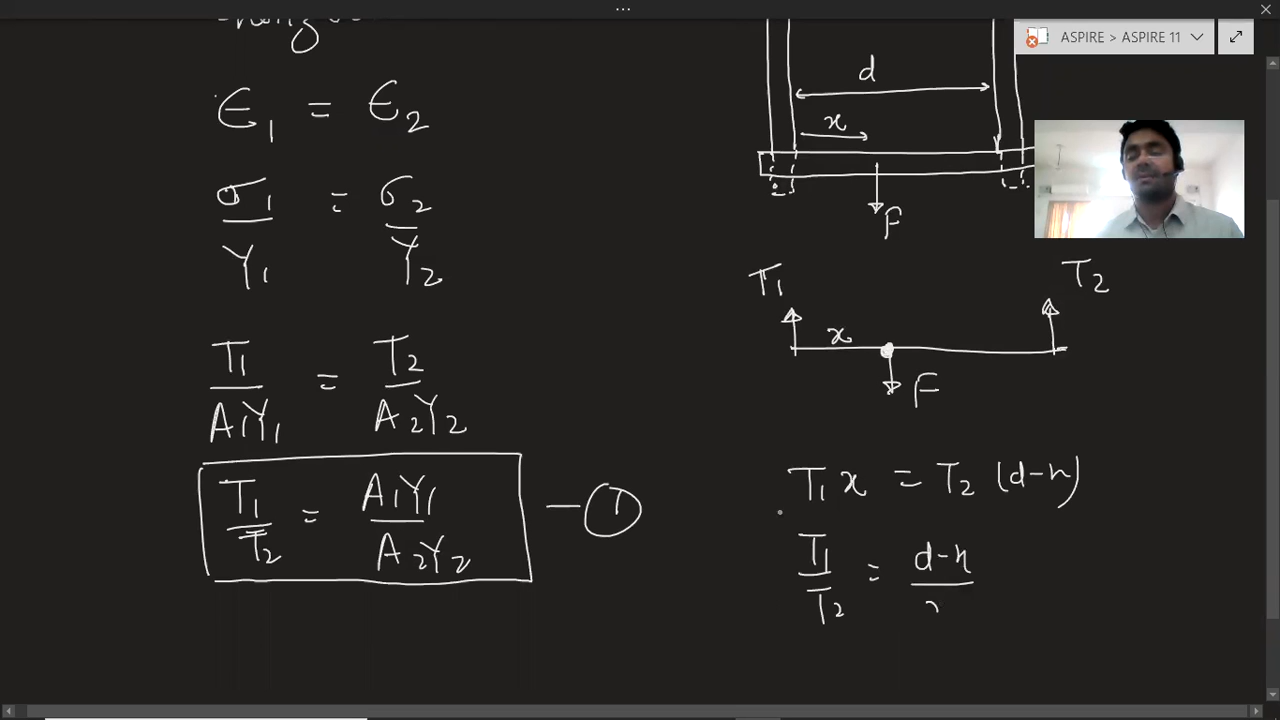 ASPIRE > ASPIRE 11
ϵ₁ = ϵ₂
σ₁/Y₁ = σ₂/Y₂
T₁/A₁Y₁ = T₂/A₂Y₂
T₁/T₂ = A₁Y₁/A₂Y₂ — ①
d
x
F
T₁ T₂
x
F
T₁x = T₂ (d-x)
T₁/T₂ = d-x/